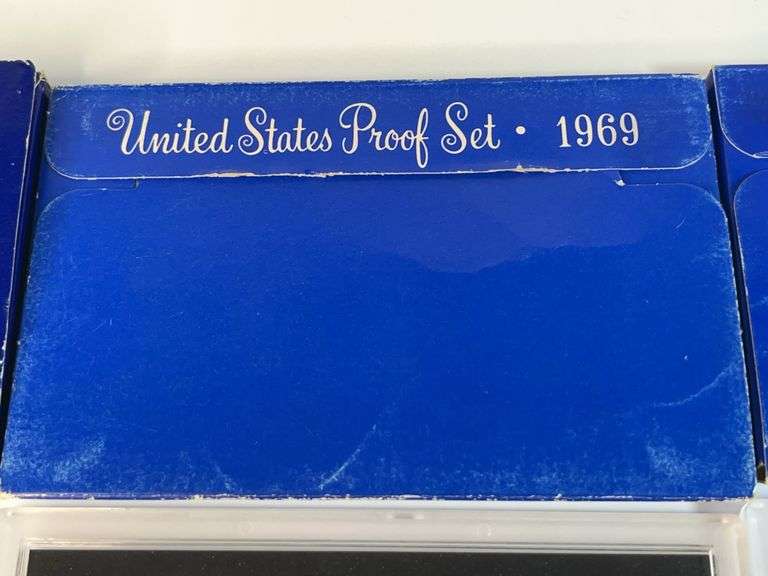 United States Proof Set • 1969